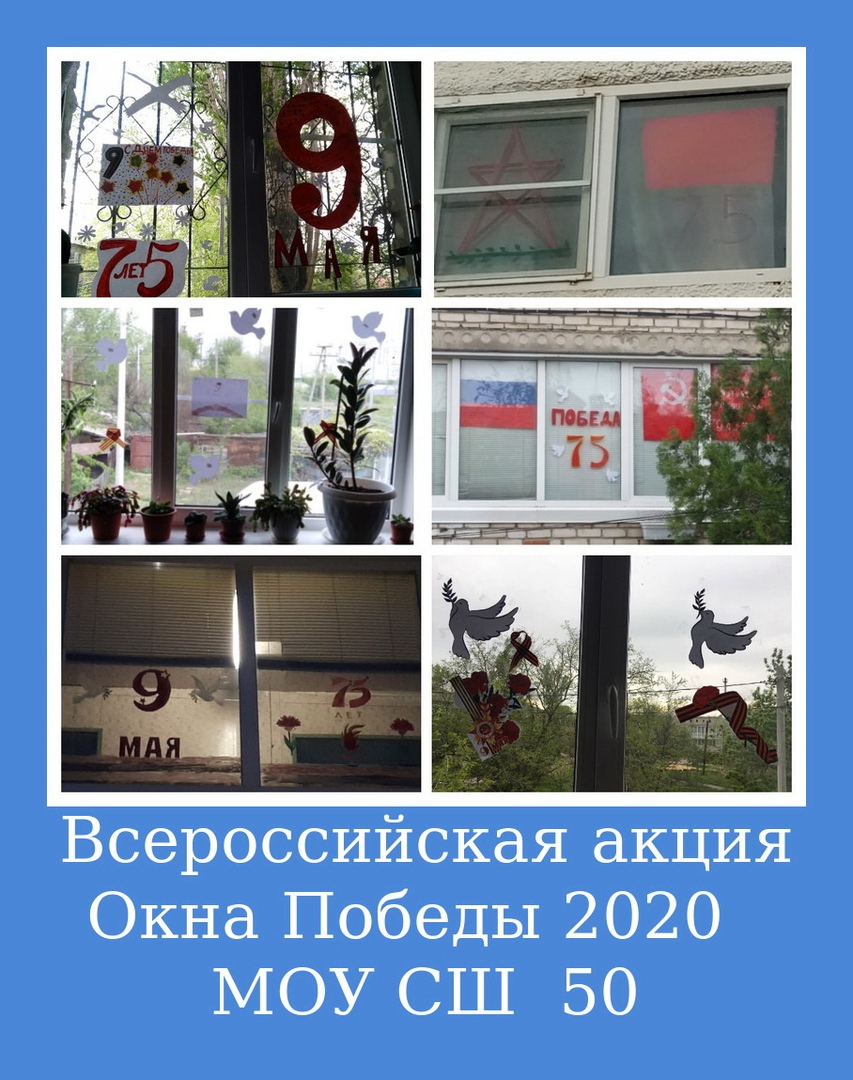 9
С ДНЕМ ПОБЕДЫ
9
МАЯ
75
ЛЕТ
75
ПОБЕДА
75
9
МАЯ
75
ЛЕТ
Всероссийская акция
Окна Победы 2020
МОУ СШ 50